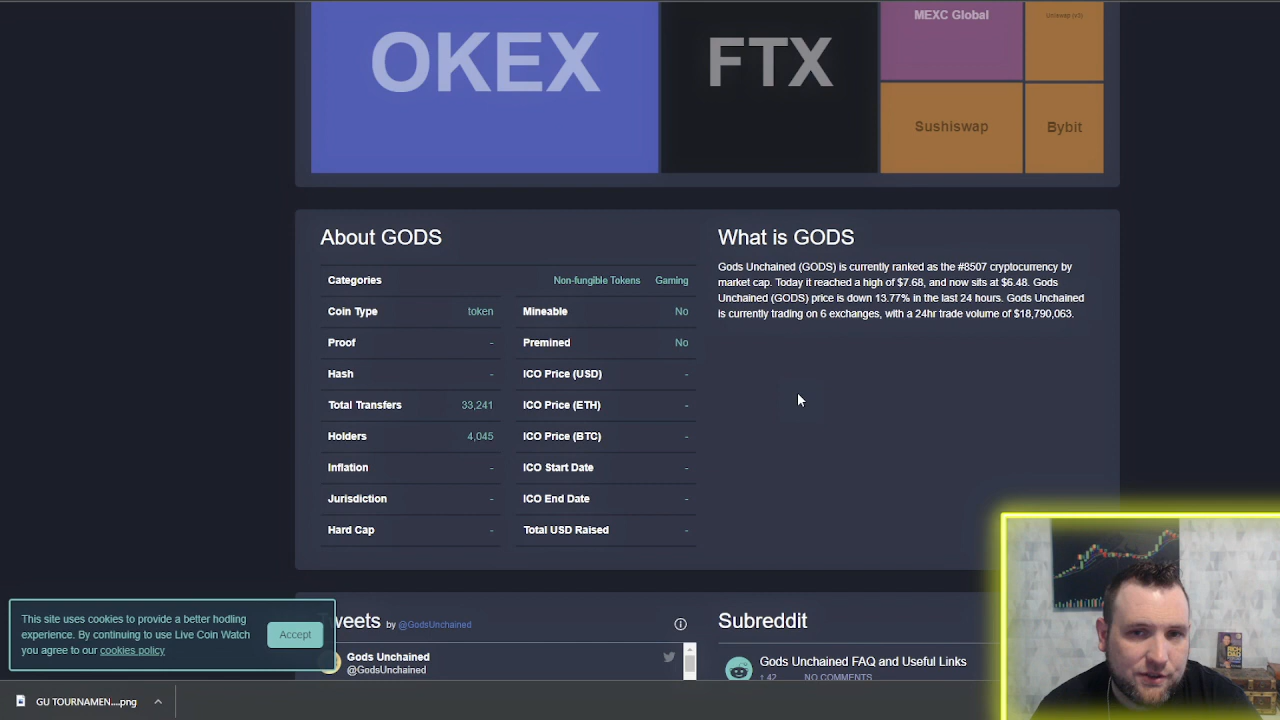 MEXC Global
Uniswap (v3)
OKEX
FTX
Sushiswap
Bybit
About GODS
Categories
Non-fungible Tokens
Gaming
Coin Type
token
Mineable
No
Proof
-
Premined
No
Hash
-
ICO Price (USD)
-
Total Transfers
33,241
ICO Price (ETH)
-
Holders
4,045
ICO Price (BTC)
-
Inflation
-
ICO Start Date
-
Jurisdiction
-
ICO End Date
-
Hard Cap
-
Total USD Raised
-
What is GODS
Gods Unchained (GODS) is currently ranked as the #8507 cryptocurrency by
market cap. Today it reached a high of $7.68, and now sits at $6.48. Gods
Unchained (GODS) price is down 13.77% in the last 24 hours. Gods Unchained
is currently trading on 6 exchanges, with a 24hr trade volume of $18,790,063.
This site uses cookies to provide a better hodling
experience. By continuing to use Live Coin Watch
you agree to our cookies policy
Accept
weets by @GodsUnchained
Gods Unchained
@GodsUnchained
Subreddit
Gods Unchained FAQ and Useful Links
↑ 42 NO COMMENTS
GU TOURNAMEN....png
RICH
DAD